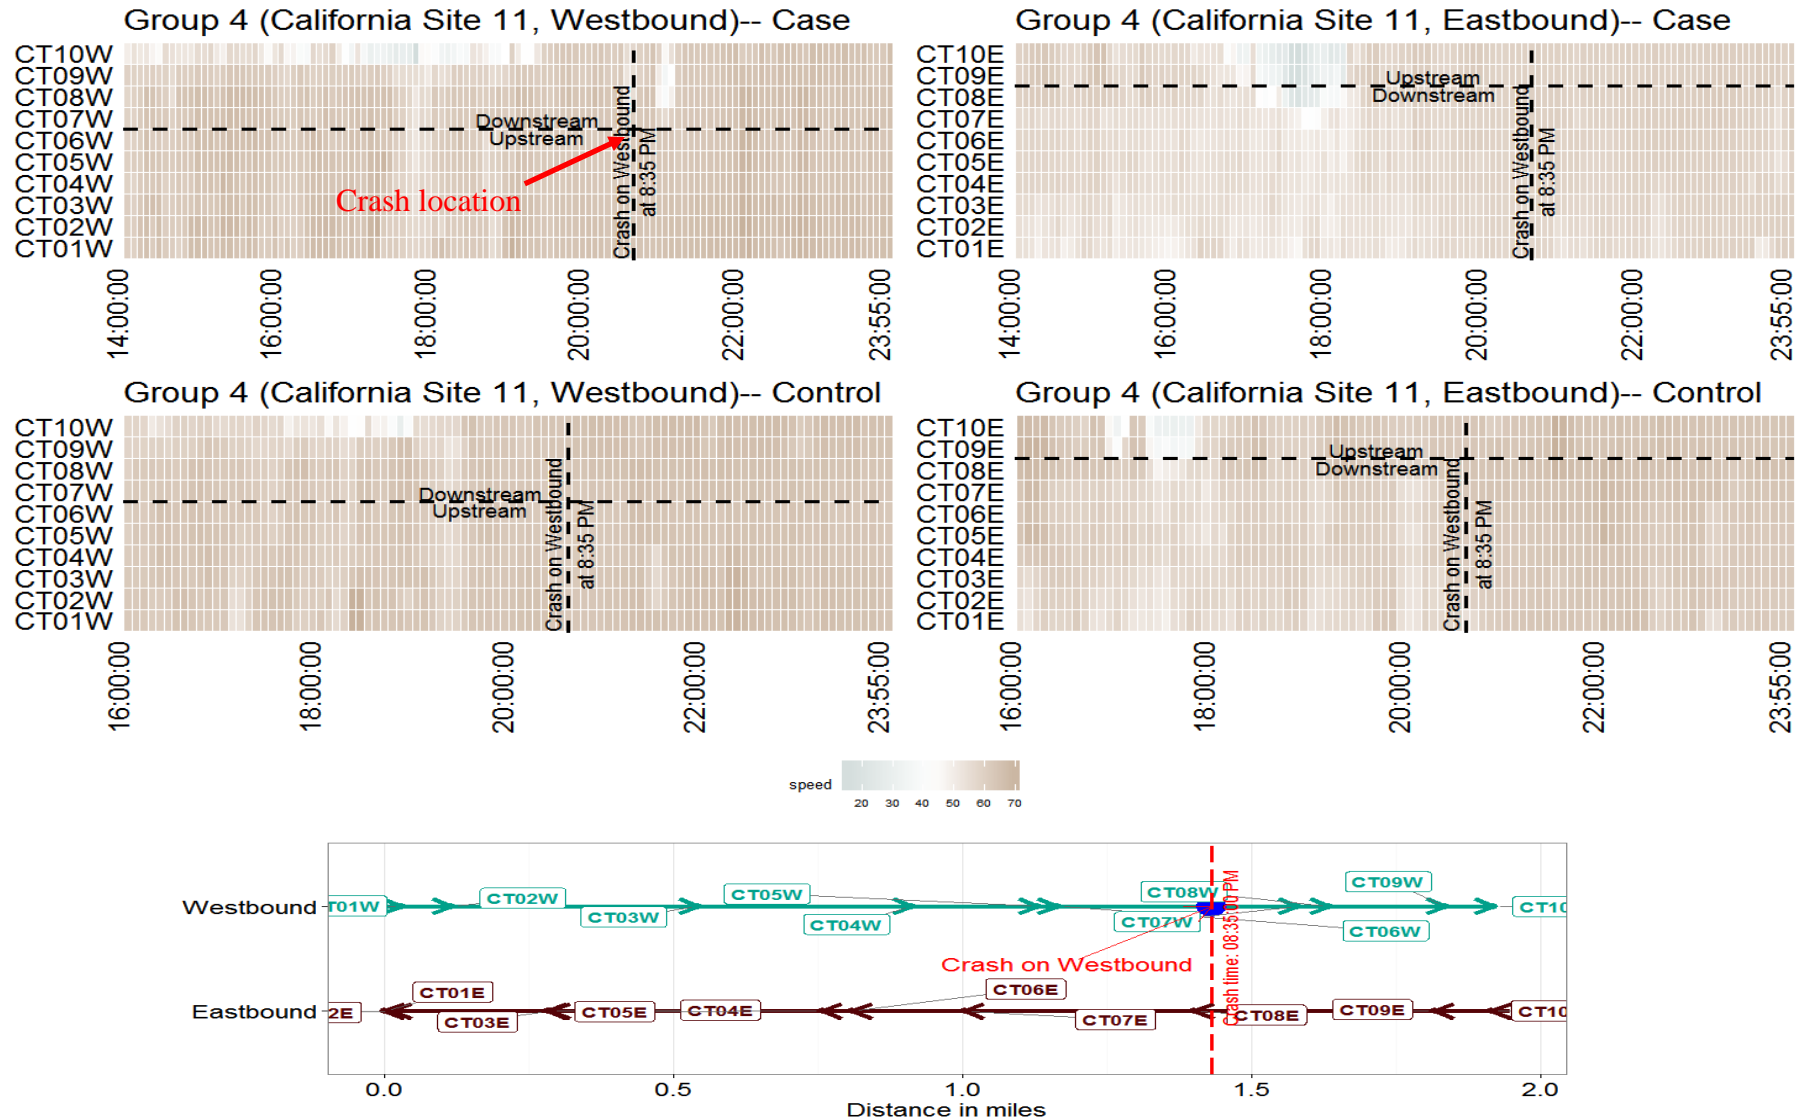 Group 4 (California Site 11, Westbound)-- Case
CT10W
CT09W
CT08W
CT07W
CT06W
CT05W
CT04W
CT03W
CT02W
CT01W
Downstream
Upstream
Crash on Westbound
at 8:35 PM
Crash location
14:00:00
16:00:00
18:00:00
20:00:00
22:00:00
23:55:00
Group 4 (California Site 11, Eastbound)-- Case
CT10E
CT09E
CT08E
CT07E
CT06E
CT05E
CT04E
CT03E
CT02E
CT01E
Upstream
Downstream
Crash on Westbound
at 8:35 PM
14:00:00
16:00:00
18:00:00
20:00:00
22:00:00
23:55:00
Group 4 (California Site 11, Westbound)-- Control
CT10W
CT09W
CT08W
CT07W
CT06W
CT05W
CT04W
CT03W
CT02W
CT01W
Downstream
Upstream
Crash on Westbound
at 8:35 PM
16:00:00
18:00:00
20:00:00
22:00:00
23:55:00
Group 4 (California Site 11, Eastbound)-- Control
CT10E
CT09E
CT08E
CT07E
CT06E
CT05E
CT04E
CT03E
CT02E
CT01E
Upstream
Downstream
Crash on Westbound
at 8:35 PM
16:00:00
18:00:00
20:00:00
22:00:00
23:55:00
speed
20 30 40 50 60 70
Westbound
T01W
CT02W
CT03W
CT05W
CT04W
CT08W
CT07W
CT06W
CT09W
CT10
Crash on Westbound
Crash time: 08:35:00 PM
Eastbound
2E
CT01E
CT03E
CT05E
CT04E
CT06E
CT07E
CT08E
CT09E
CT10
0.0 0.5 1.0 1.5 2.0
Distance in miles